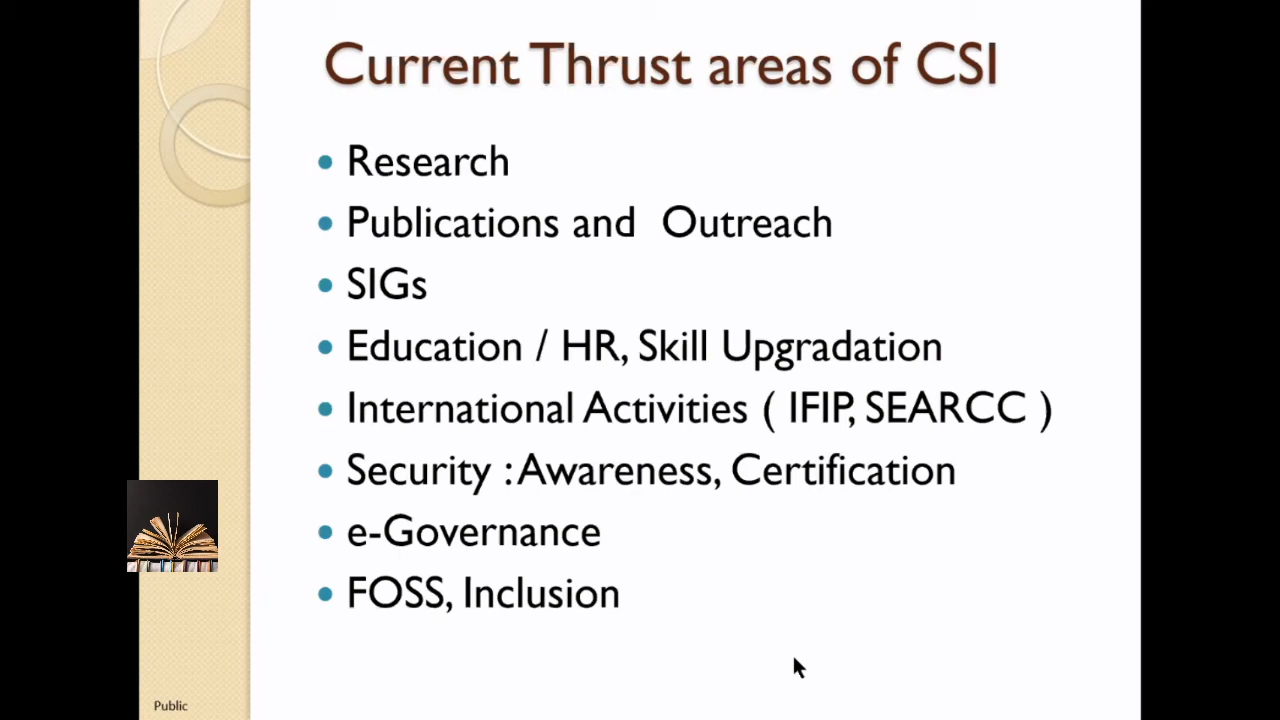 Current Thrust areas of CSI
• Research
• Publications and Outreach
• SIGs
• Education / HR, Skill Upgradation
• International Activities ( IFIP, SEARCC )
• Security : Awareness, Certification
• e-Governance
• FOSS, Inclusion
Public